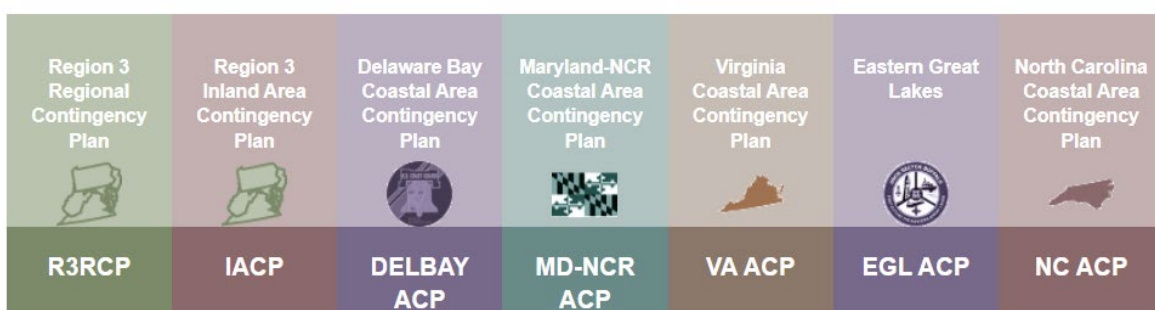 Region 3
Regional
Contingency
Plan
R3RCP
Region 3
Inland Area
Contingency
Plan
IACP
Delaware Bay
Coastal Area
Contingency
Plan
DELBAY
ACP
Maryland-NCR
Coastal Area
Contingency
Plan
MD-NCR
ACP
Virginia
Coastal Area
Contingency
Plan
VA ACP
Eastern Great
Lakes
EGL ACP
North Carolina
Coastal Area
Contingency
Plan
NC ACP